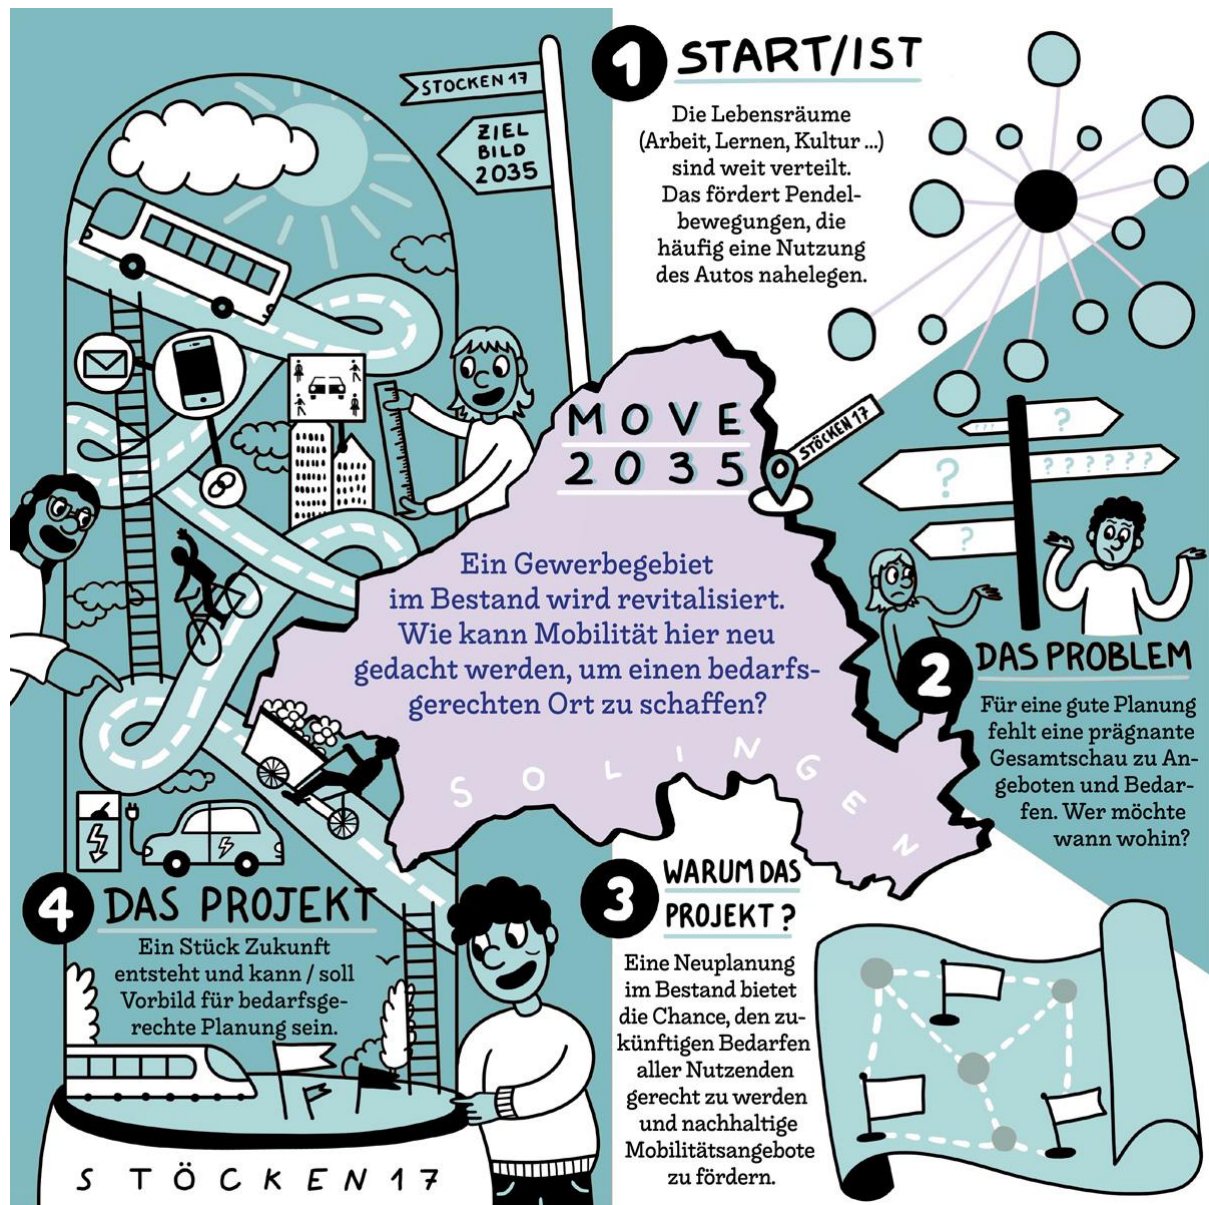 STOCKEN 17
ZIEL
BILD
2035
1 START/IST
Die Lebensräume
(Arbeit, Lernen, Kultur ...)
sind weit verteilt.
Das fördert Pendel-
bewegungen, die
häufig eine Nutzung
des Autos nahelegen.
MOVE
2035
STÖCKEN 17
Ein Gewerbegebiet
im Bestand wird revitalisiert.
Wie kann Mobilität hier neu
gedacht werden, um einen bedarfs-
gerechten Ort zu schaffen?
SOLINGEN
?
? ? ?
?
? ? ? ? ? ?
?
2 DAS PROBLEM
Für eine gute Planung
fehlt eine prägnante
Gesamtschau zu An-
geboten und Bedar-
fen. Wer möchte
wann wohin?
3 WARUM DAS
PROJEKT?
Eine Neuplanung
im Bestand bietet
die Chance, den zu-
künftigen Bedarfen
aller Nutzenden
gerecht zu werden
und nachhaltige
Mobilitätsangebote
zu fördern.
4 DAS PROJEKT
Ein Stück Zukunft
entsteht und kann / soll
Vorbild für bedarfsge-
rechte Planung sein.
STÖCKEN 17